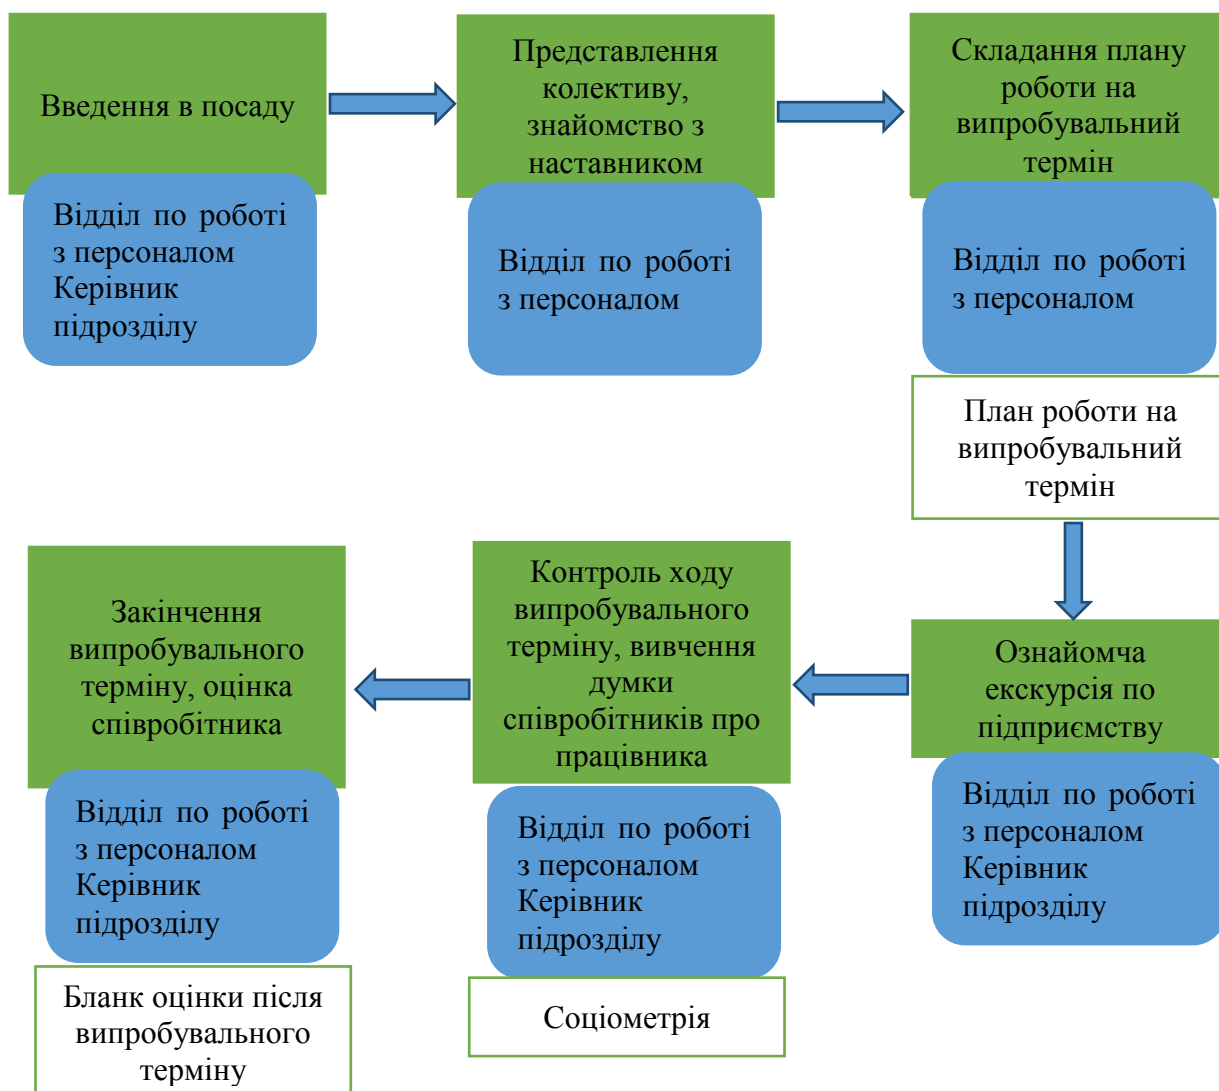 Введення в посаду
Відділ по роботі
з персоналом
Керівник
підрозділу
Представлення
колективу,
знайомство з
наставником
Відділ по роботі
з персоналом
Складання плану
роботи на
випробувальний
термін
Відділ по роботі
з персоналом
План роботи на
випробувальний
термін
Ознайомча
екскурсія по
підприємству
Відділ по роботі
з персоналом
Керівник
підрозділу
Контроль ходу
випробувального
терміну, вивчення
думки
співробітників про
працівника
Відділ по роботі
з персоналом
Керівник
підрозділу
Соціометрія
Закінчення
випробувального
терміну, оцінка
співробітника
Відділ по роботі
з персоналом
Керівник
підрозділу
Бланк оцінки після
випробувального
терміну